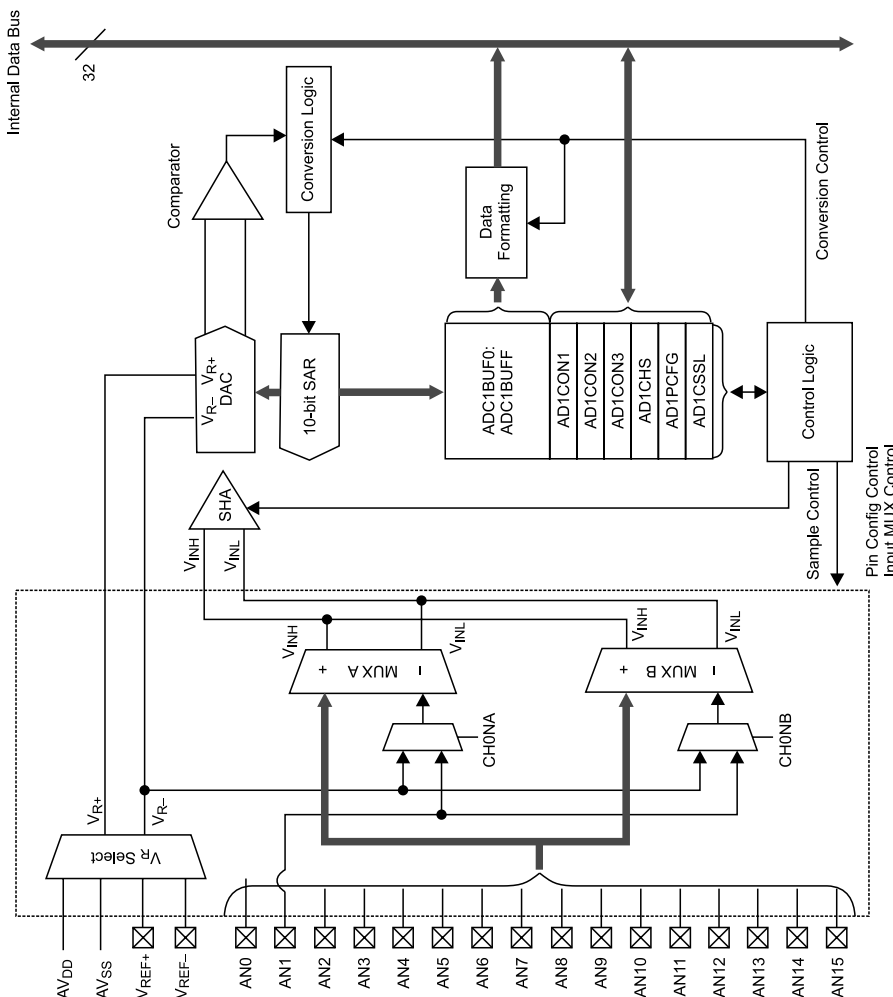 Internal Data Bus
32
Comparator
Conversion Logic
VR– VR+
DAC
10-bit SAR
Data
Formatting
ADC1BUF0:
ADC1BUFF
AD1CON1
AD1CON2
AD1CON3
AD1CHS
AD1PCFG
AD1CSSL
Conversion Control
Control Logic
Sample Control
Pin Config Control
Input MUX Control
SHA
VINH
VINL
VINH
VINL
+ MUX A –
VINH
VINL
+ MUX B –
CH0NA
CH0NB
VR+
VR–
VR Select
AVDD
AVSS
VREF+
VREF–
AN0
AN1
AN2
AN3
AN4
AN5
AN6
AN7
AN8
AN9
AN10
AN11
AN12
AN13
AN14
AN15